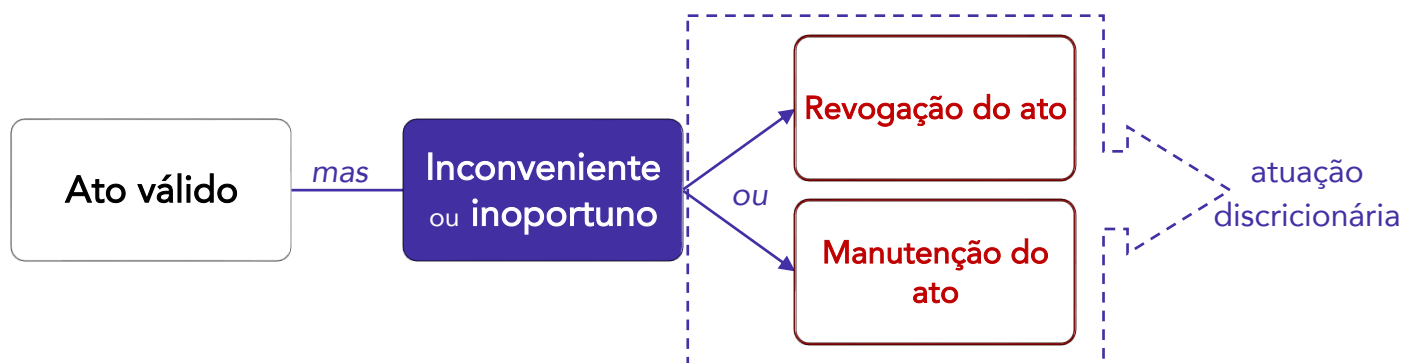 Ato válido
mas
Inconveniente
ou inoportuno
ou
Revogação do ato
Manutenção do
ato
atuação
discricionária